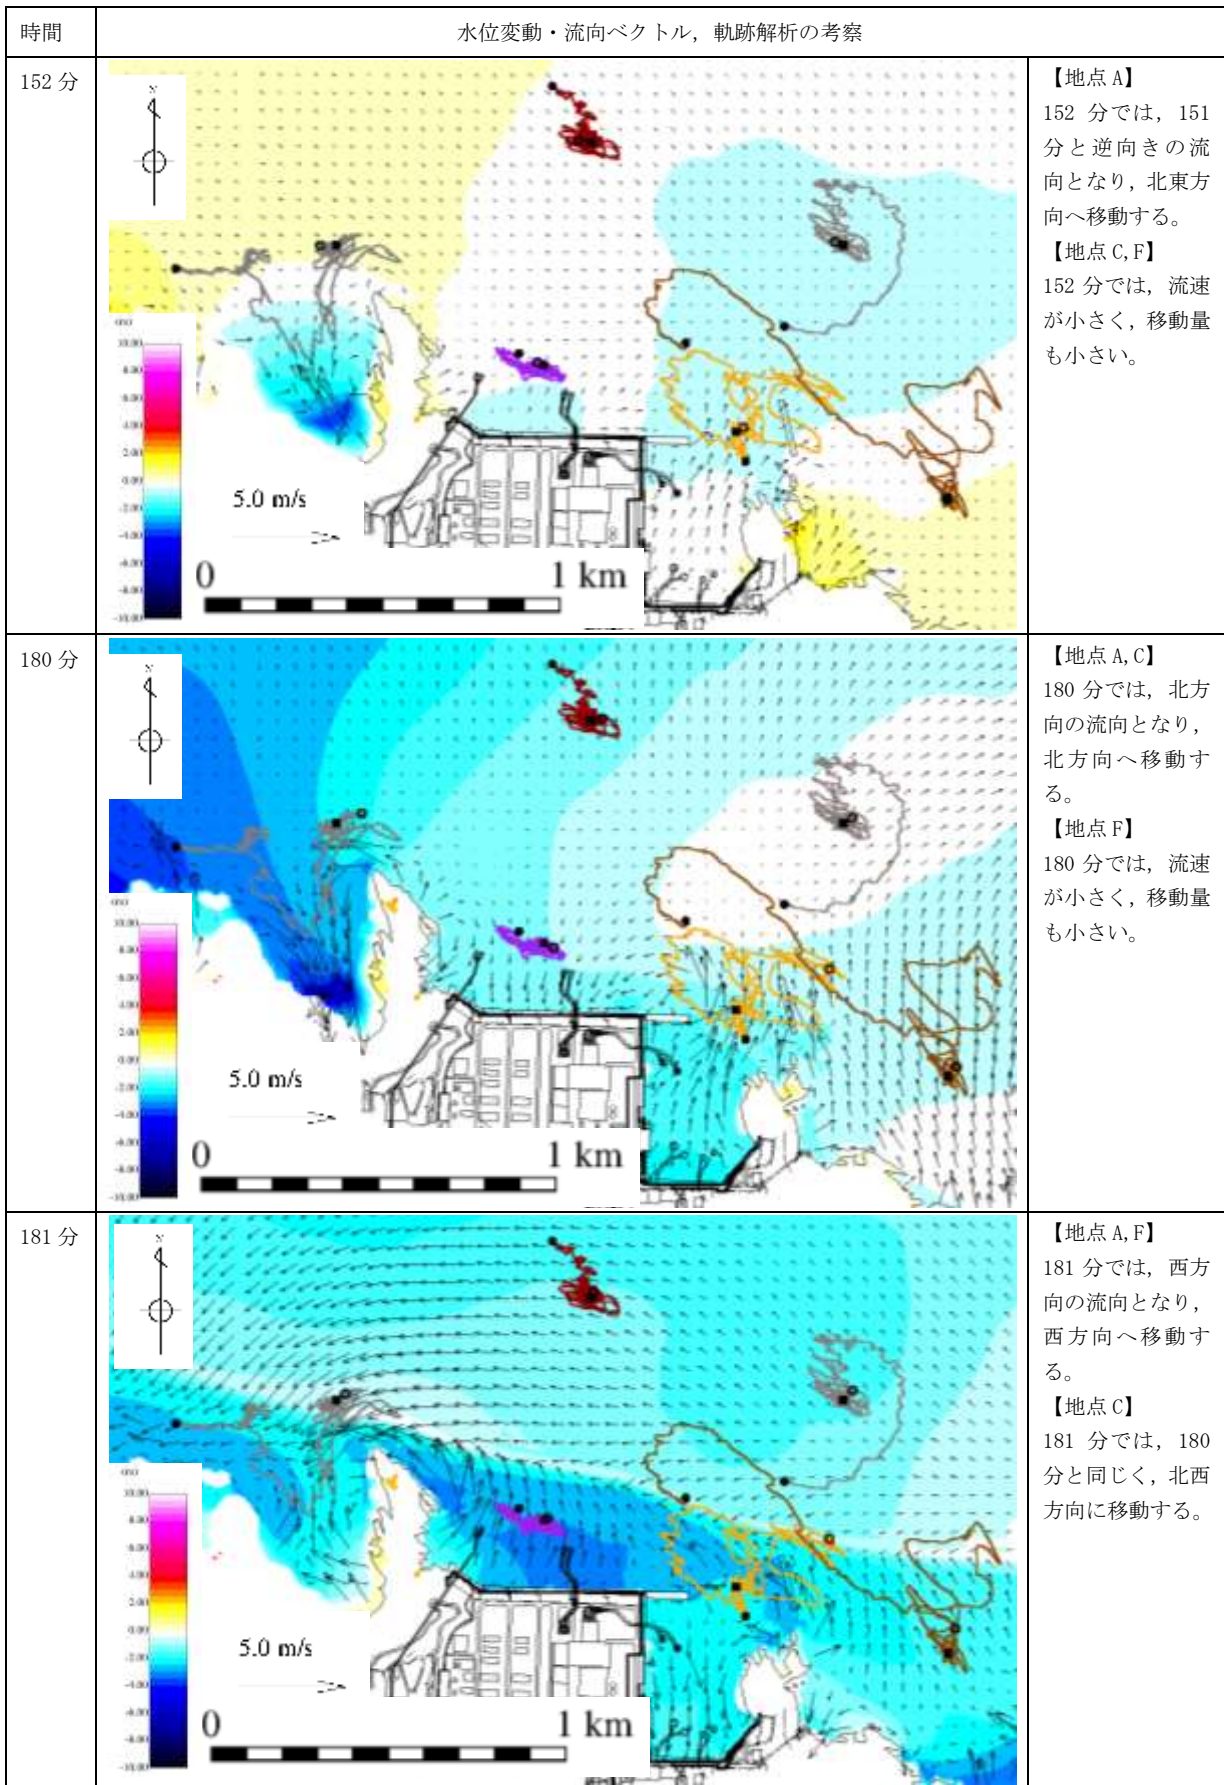 時間
水位変動・流向ベクトル，軌跡解析の考察
152 分
5.0 m/s
0 1 km
【地点 A】
152 分では，151
分と逆向きの流
向となり，北東方
向へ移動する。
【地点 C,F】
152 分では，流速
が小さく，移動量
も小さい。
180 分
5.0 m/s
0 1 km
【地点 A,C】
180 分では，北方
向の流向となり，
北方向へ移動す
る。
【地点 F】
180 分では，流速
が小さく，移動量
も小さい。
181 分
5.0 m/s
0 1 km
【地点 A,F】
181 分では，西方
向の流向となり，
西方向へ移動す
る。
【地点 C】
181 分では，180
分と同じく，北西
方向に移動する。